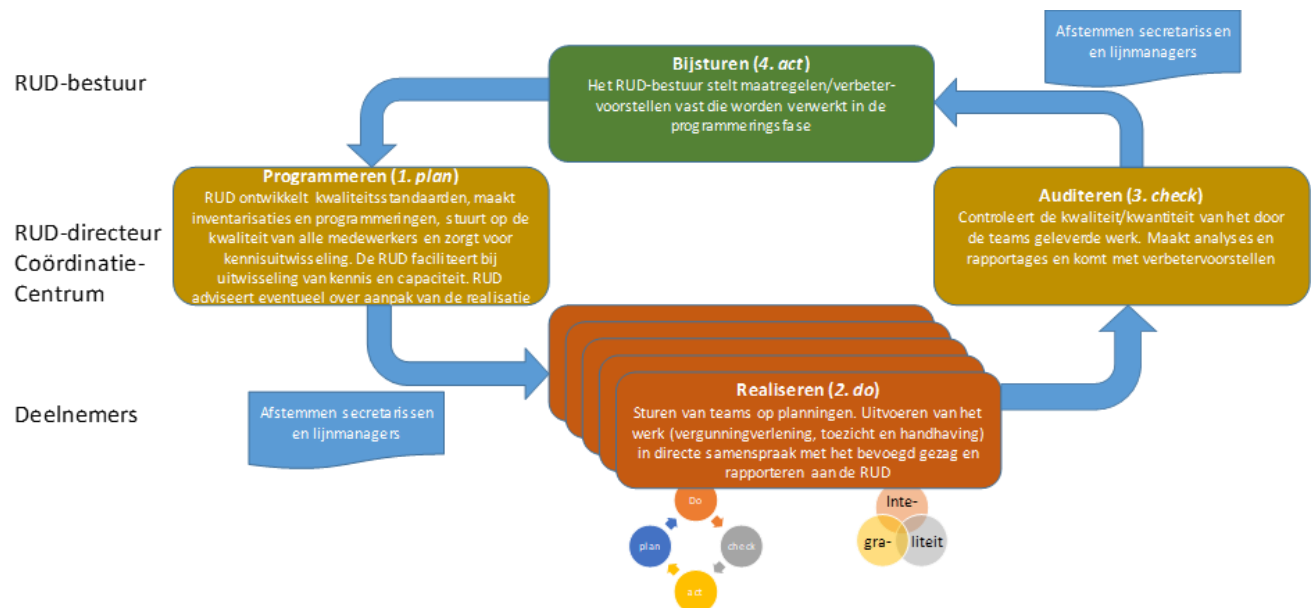 Afstemmen secretarissen
en lijnmanagers
RUD-bestuur
Bijsturen (4. act)
Het RUD-bestuur stelt maatregelen/verbeter-
voorstellen vast die worden verwerkt in de
programmeringsfase
RUD-directeur
Coördinatie-
Centrum
Programmeren (1. plan)
RUD ontwikkelt kwaliteitsstandaarden, maakt
inventarisaties en programmeringen, stuurt op de
kwaliteit van alle medewerkers en zorgt voor
kennisuitwisseling. De RUD faciliteert bij
uitwisseling van kennis en capaciteit. RUD
adviseert eventueel over aanpak van de realisatie
Auditeren (3. check)
Controleert de kwaliteit/kwantiteit van het door
de teams geleverde werk. Maakt analyses en
rapportages en komt met verbetervoorstellen
Deelnemers
Afstemmen secretarissen
en lijnmanagers
Realiseren (2. do)
Sturen van teams op planningen. Uitvoeren van het
werk (vergunningverlening, toezicht en handhaving)
in directe samenspraak met het bevoegd gezag en
rapporteren aan de RUD
Do
plan
check
act
Inte-
gra-
liteit